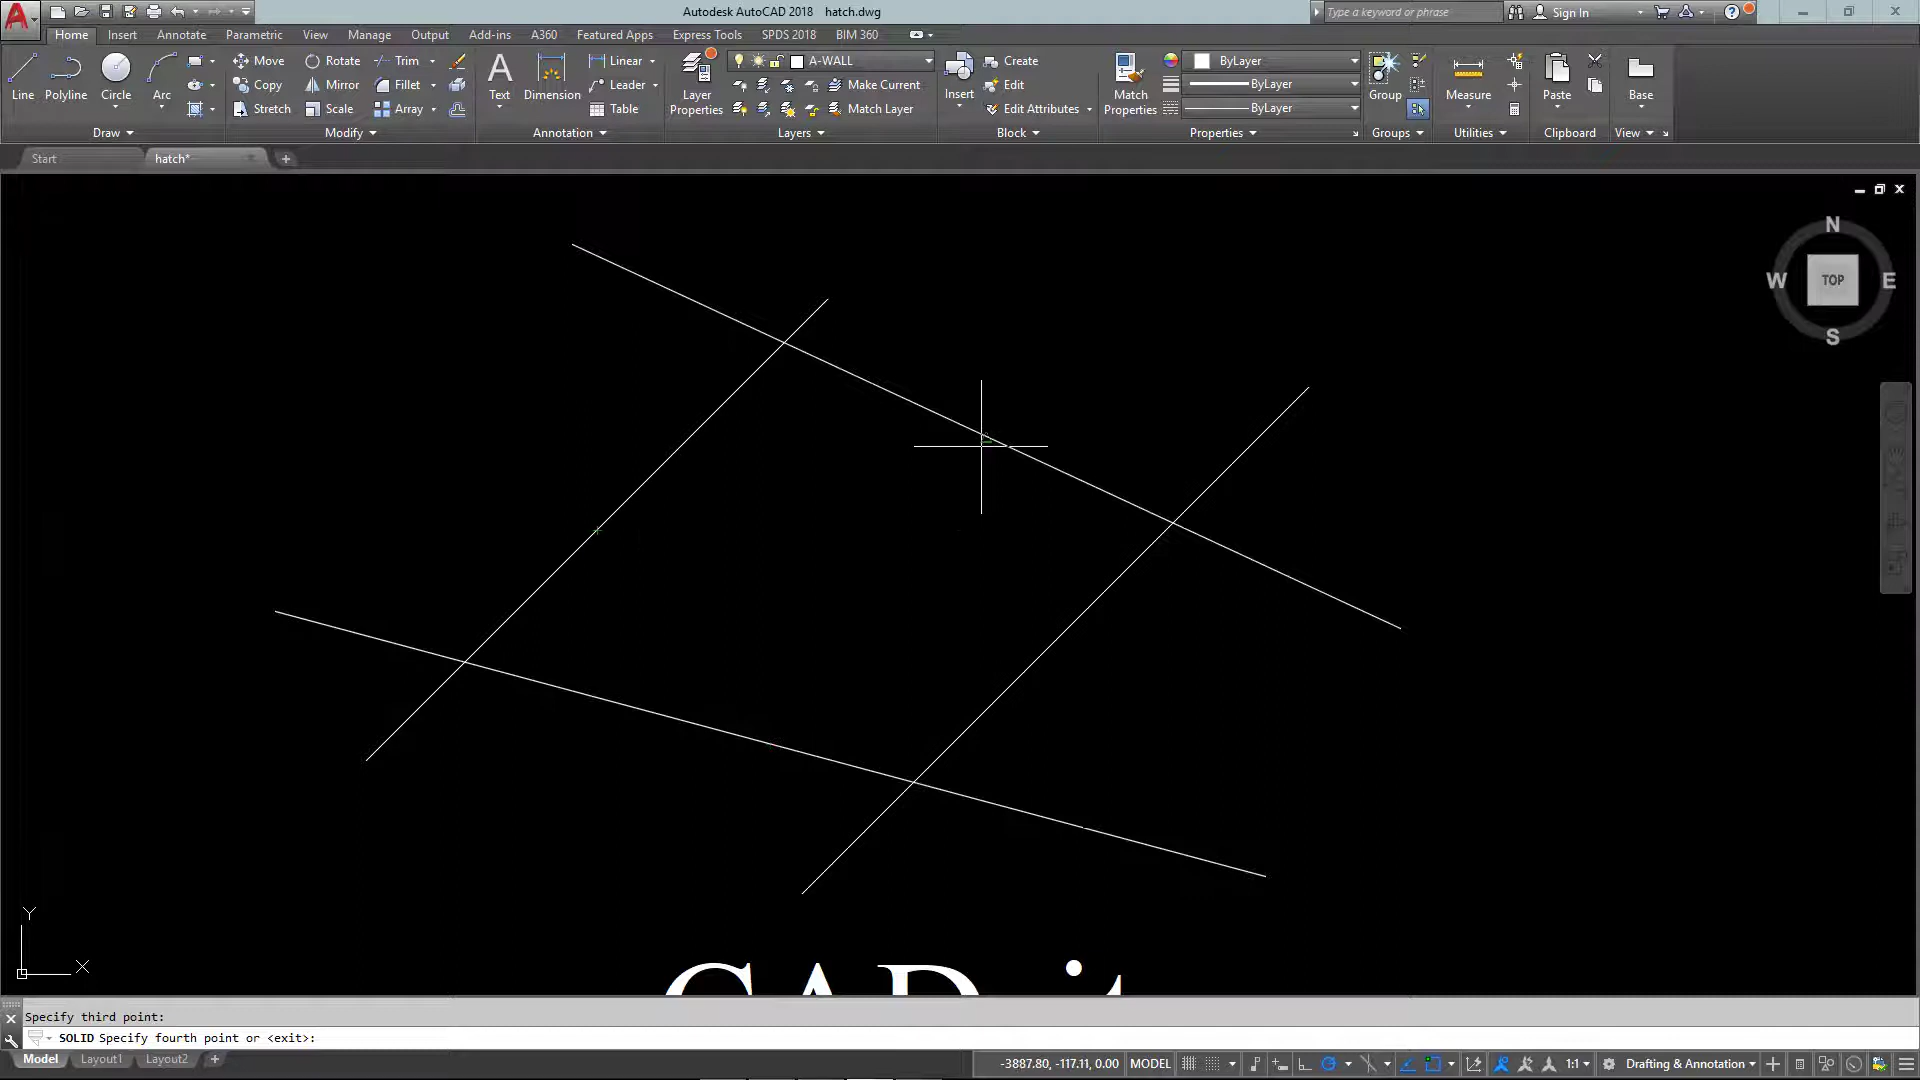 Autodesk AutoCAD 2018 hatch.dwg
Type a keyword or phrase
Sign In
Home Insert Annotate Parametric View Manage Output Add-ins A360 Featured Apps Express Tools SPDS 2018 BIM 360
Line Polyline Circle Arc
Move Rotate Trim
Copy Mirror Fillet
Stretch Scale Array
Text Dimension
Linear
Leader
Table
Layer Properties
A-WALL
Make Current
Match Layer
Insert
Create
Edit
Edit Attributes
Match Properties
ByLayer
ByLayer
ByLayer
Group Measure Paste Base
Draw Modify Annotation Layers Block Properties Groups Utilities Clipboard View
Start hatch*
N
W TOP E
S
Y
X
CAD
Specify third point:
SOLID Specify fourth point or <exit>:
Model Layout1 Layout2
-3887.80, -117.11, 0.00 MODEL 1:1 Drafting & Annotation